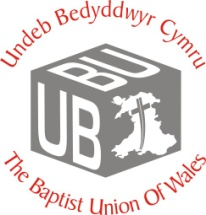 Undeb Bedyddwyr Cymru
BU
UB
The Baptist Union Of Wales